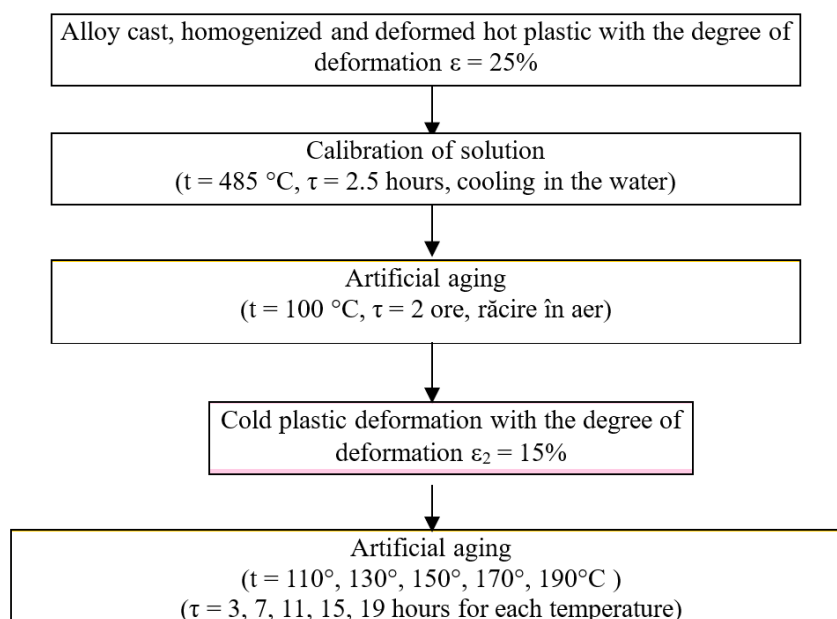 Alloy cast, homogenized and deformed hot plastic with the degree of
deformation ε = 25%
Calibration of solution
(t = 485 °C, τ = 2.5 hours, cooling in the water)
Artificial aging
(t = 100 °C, τ = 2 ore, răcire în aer)
Cold plastic deformation with the degree of
deformation ε₂ = 15%
Artificial aging
(t = 110°, 130°, 150°, 170°, 190°C )
(τ = 3, 7, 11, 15, 19 hours for each temperature)